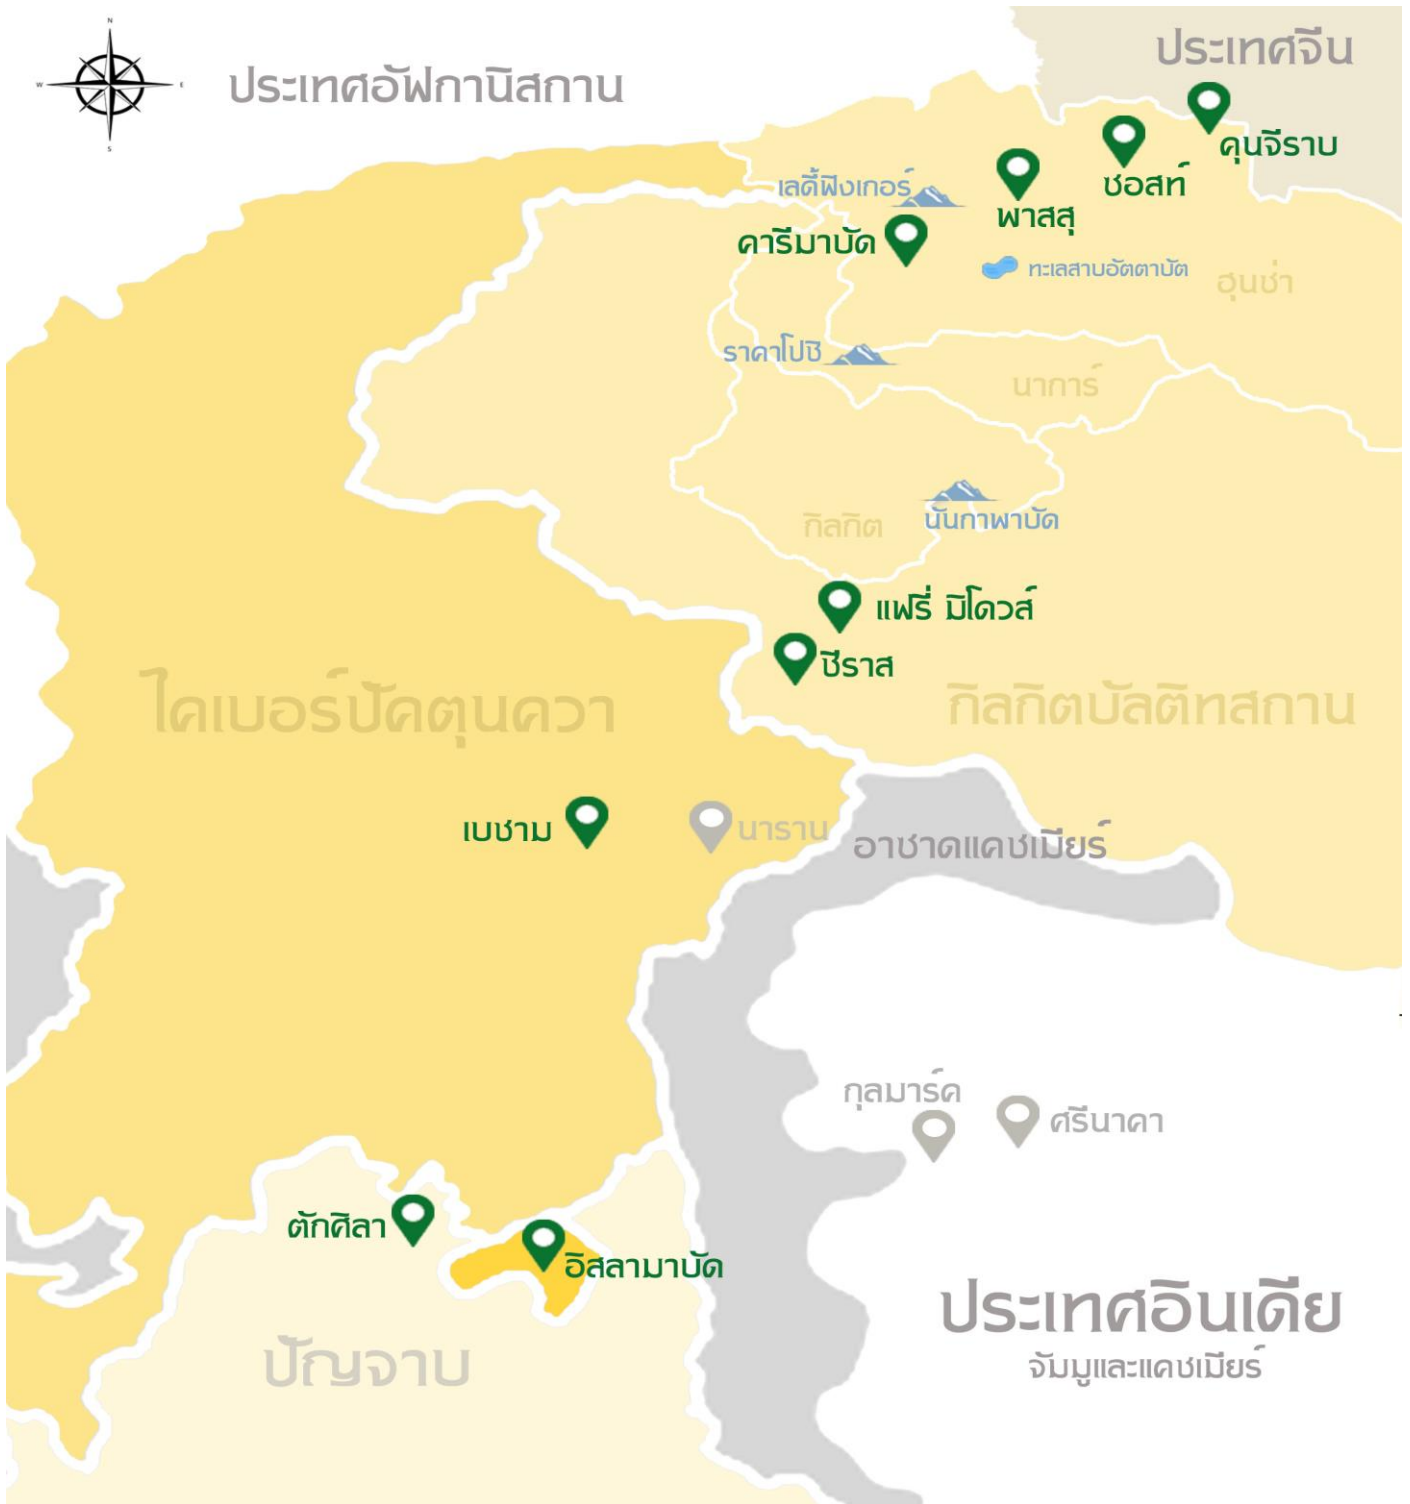 N
W
E
S
ประเทศอัฟกานิสถาน
ประเทศจีน
คุนจีราบ
ซอสท์
พาสสุ
เลดี้ฟิงเกอร์
คาริมาบัด
ทะเลสาบอัตตาบัต
ฮุนซ่า
ราคาโปชิ
นาการ์
นันกาพาบัด
กิลกิต
แฟรี่ มิโดวส์
ชีราส
ไคเบอร์ปัคตุนควา
กิลกิตบัลติทสถาน
เบชาม
นาราน
อาซาดแคชเมียร์
กุลมาร์ค
ศรีนาคา
ตักศิลา
อิสลามาบัด
ประเทศอินเดีย
จัมมูและแคชเมียร์
ปัญจาบ